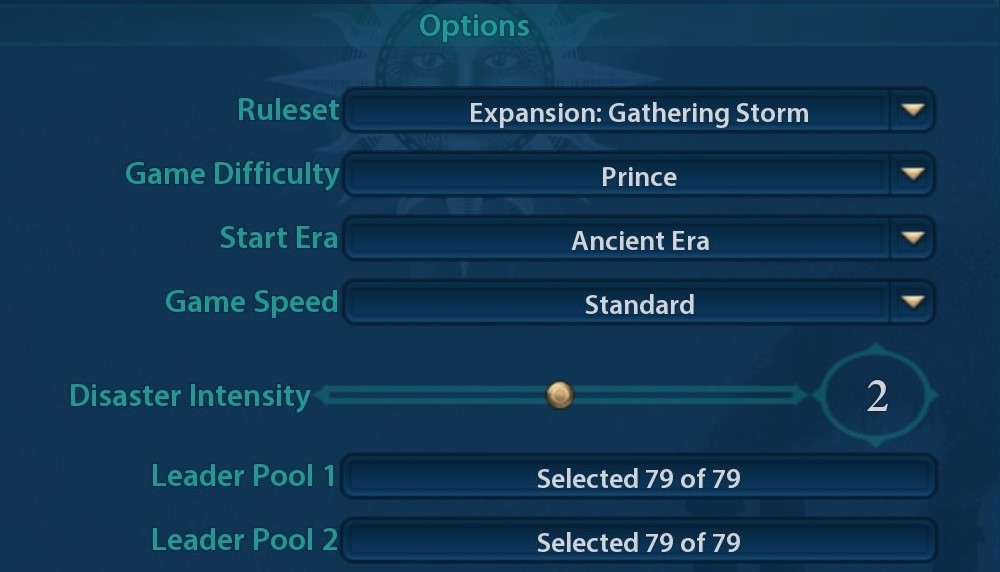 Options
Ruleset Expansion: Gathering Storm
Game Difficulty Prince
Start Era Ancient Era
Game Speed Standard
Disaster Intensity 2
Leader Pool 1 Selected 79 of 79
Leader Pool 2 Selected 79 of 79